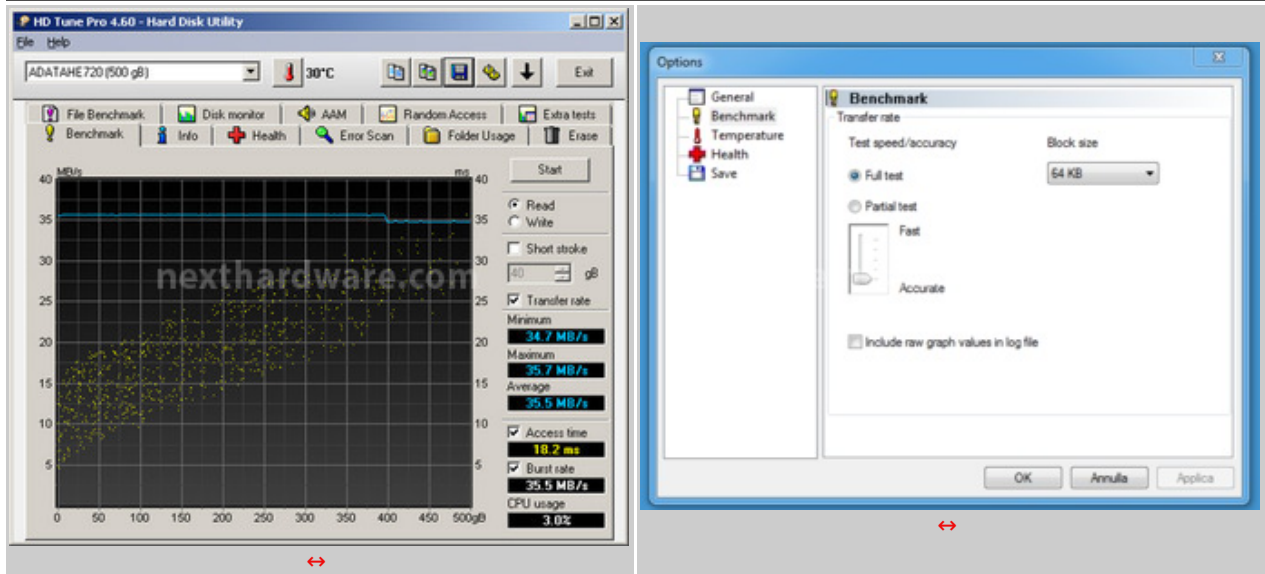 HD Tune Pro 4.60 - Hard Disk Utility
File Help
ADATAHE720 (500 gB) 30°C Exit
File Benchmark Disk monitor AAM Random Access Extra tests
Benchmark Info Health Error Scan Folder Usage Erase
MB/s ms
40 35 30 25 20 15 10 5
40 35 30 25 20 15 10 5
0 50 100 150 200 250 300 350 400 450 500gB
nexthardware.com
Start
Read
Write
Short stroke
40 gB
Transfer rate
Minimum
34.7 MB/s
Maximum
35.7 MB/s
Average
35.5 MB/s
Access time
18.2 ms
Burst rate
35.5 MB/s
CPU usage
3.0%
Options
General
Benchmark
Temperature
Health
Save
Benchmark
Transfer rate
Test speed/accuracy Block size
Full test 64 KB
Partial test
Fast
Accurate
Include raw graph values in log file
OK Annulla Applica